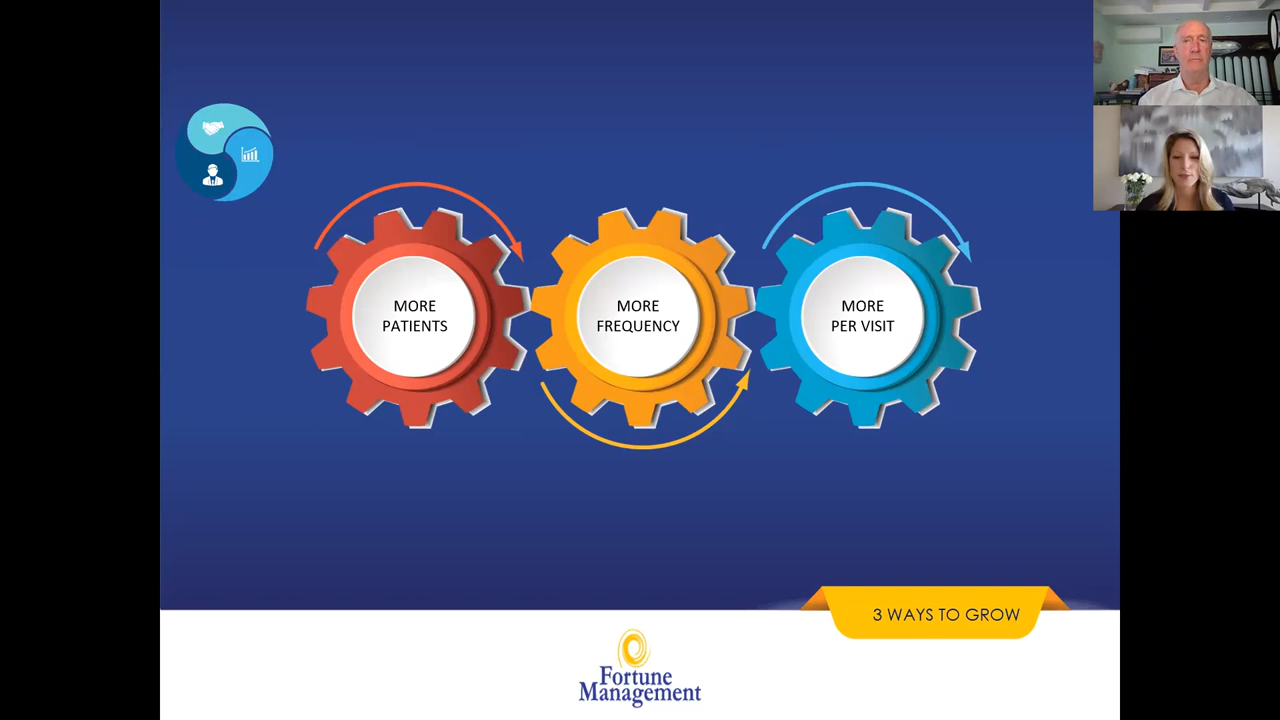 MORE
PATIENTS
MORE
FREQUENCY
MORE
PER VISIT
3 WAYS TO GROW
Fortune
Management